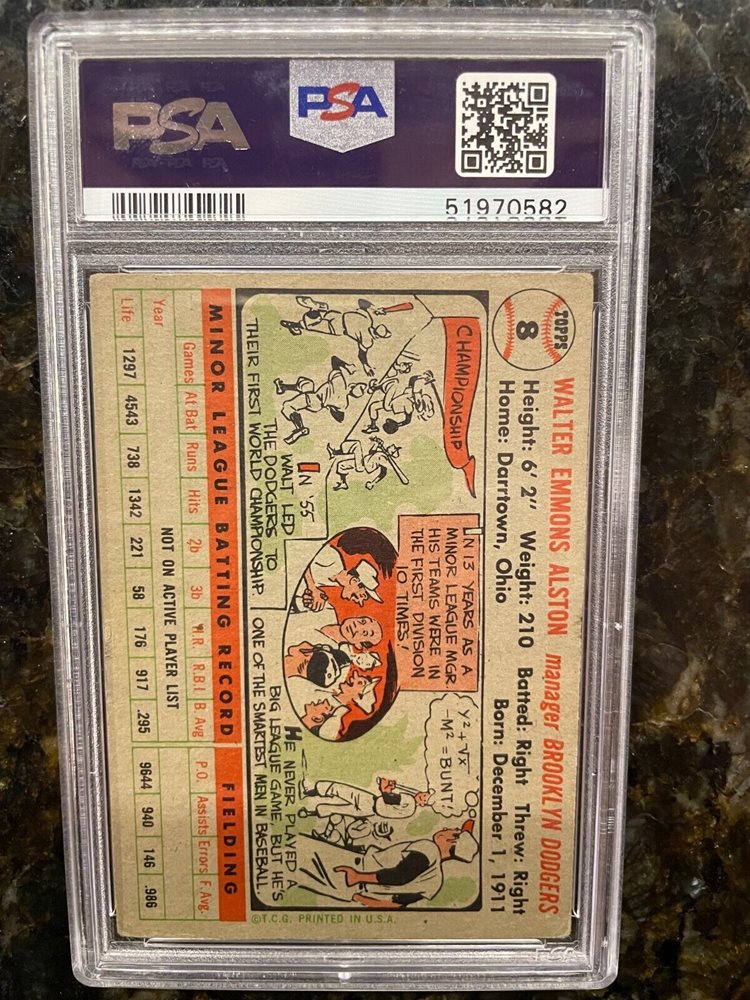 PSA
PSA
51970582
TOPPS
8
WALTER EMMONS ALSTON manager BROOKLYN DODGERS
Height: 6' 2" Weight: 210 Batted: Right Threw: Right
Home: Darrtown, Ohio Born: December 1, 1911
CHAMPIONSHIP
IN '55
WALT LED
THE DODGERS TO
THEIR FIRST WORLD CHAMPIONSHIP
IN 13 YEARS AS A
MINOR LEAGUE MGR.
HIS TEAMS WERE IN
THE FIRST DIVISION
10 TIMES!
Y² + √X
-M² = BUNT!
HE NEVER PLAYED A
BIG LEAGUE GAME, BUT HE'S
ONE OF THE SMARTEST MEN IN BASEBALL.
MINOR LEAGUE BATTING RECORD FIELDING
Games At Bat Runs Hits 2b 3b H.R. R.B.I. B. Avg. P.O. Assists Errors F. Avg.
Year NOT ON ACTIVE PLAYER LIST
Life 1297 4543 738 1342 221 58 176 917 .295 9644 940 146 .986
©T.C.G. PRINTED IN U.S.A.